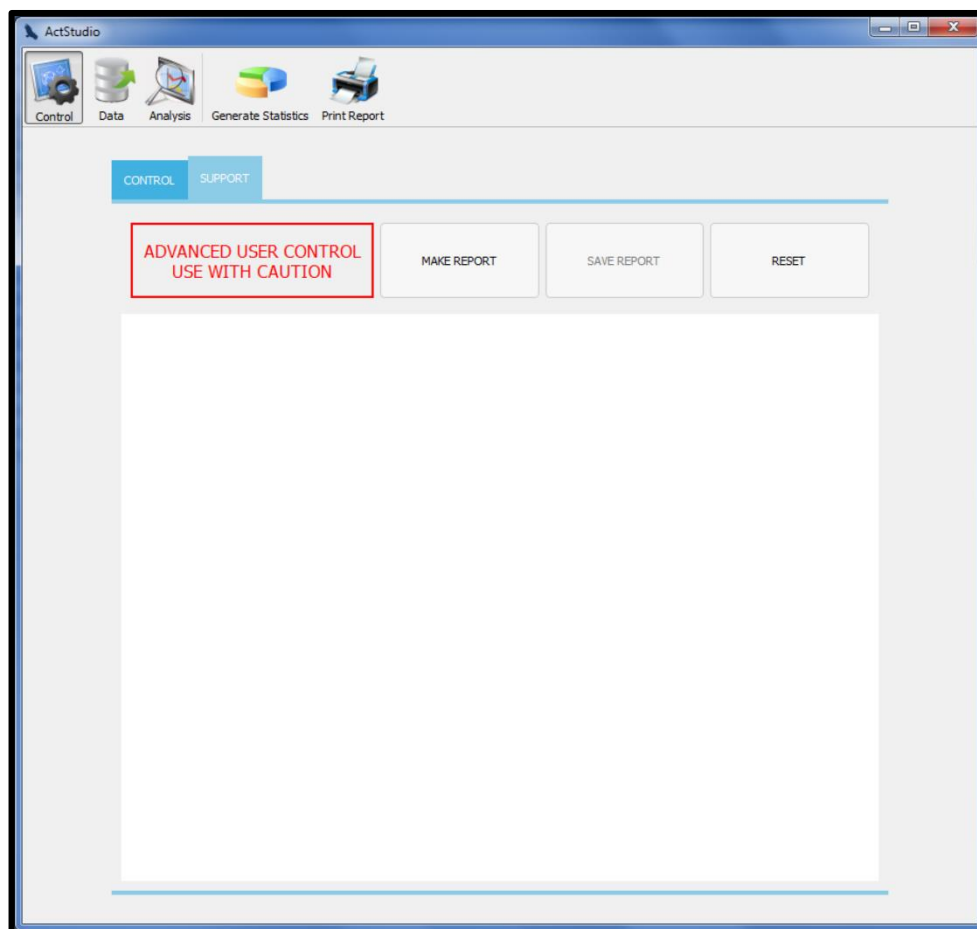 ActStudio
Control Data Analysis Generate Statistics Print Report
CONTROL SUPPORT
ADVANCED USER CONTROL
USE WITH CAUTION
MAKE REPORT SAVE REPORT RESET